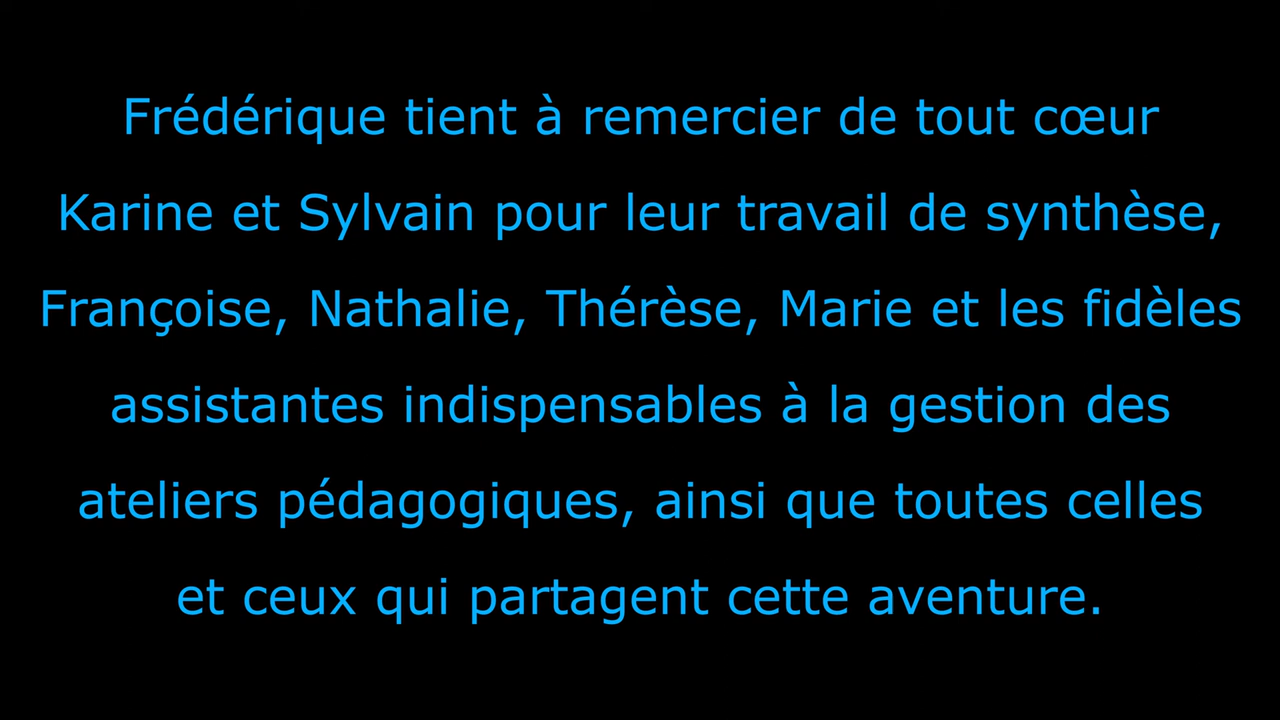 Frédérique tient à remercier de tout cœur
Karine et Sylvain pour leur travail de synthèse,
Françoise, Nathalie, Thérèse, Marie et les fidèles
assistantes indispensables à la gestion des
ateliers pédagogiques, ainsi que toutes celles
et ceux qui partagent cette aventure.